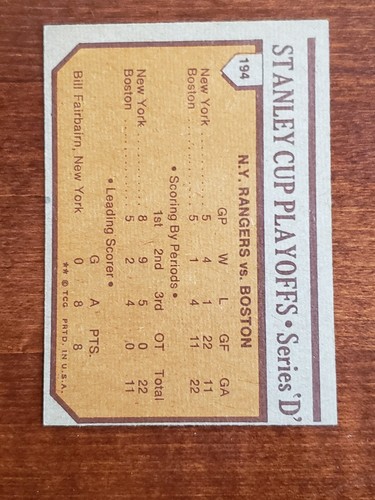 STANLEY CUP PLAYOFFS • Series 'D'
194
N.Y. RANGERS vs. BOSTON
GP W L GF GA
New York ........ 5 4 1 22 11
Boston ........ 5 1 4 11 22
• Scoring By Periods •
1st 2nd 3rd OT Total
New York ........ 8 9 5 0 22
Boston ........ 5 2 4 .0 11
• Leading Scorer •
G A PTS.
Bill Fairbairn, New York 0 8 8
★★ © TCG PRTD. IN U.S.A.